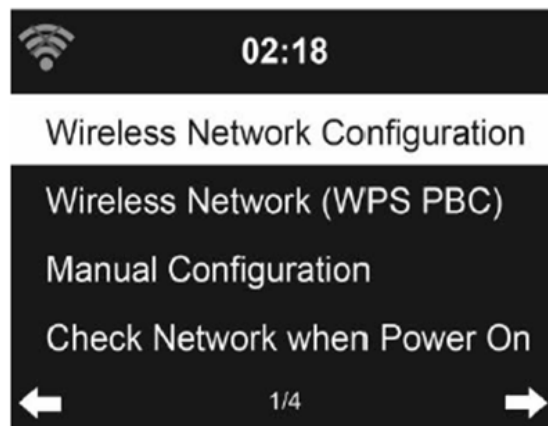 02:18
Wireless Network Configuration
Wireless Network (WPS PBC)
Manual Configuration
Check Network when Power On
1/4